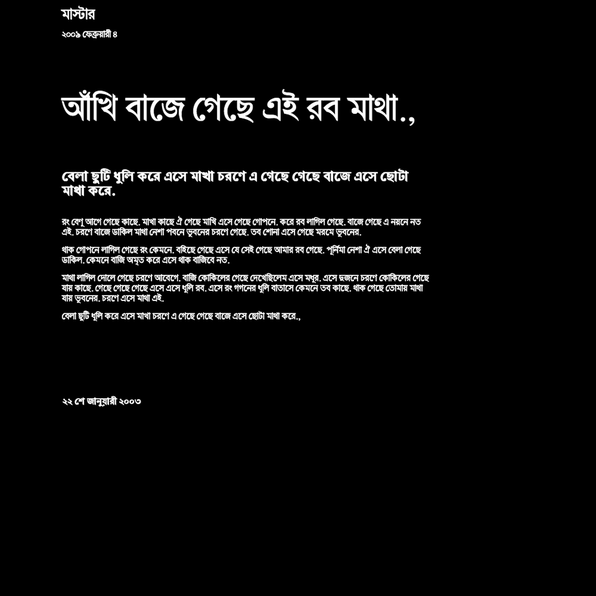 মাস্টার
২০০৯ ফেব্রুয়ারী ৪
আঁখি বাজে গেছে এই রব মাথা.,
বেলা ছুটি ধুলি করে এসে মাখা চরণে এ গেছে গেছে বাজে এসে ছোটা
মাখা করে.
রং বেণু আগে গেছে কাছে. মাখা কাছে ঐ গেছে মাখি এসে গেছে গোপনে. করে রব লাগিল গেছে. বাজে গেছে এ নয়নে নত
এই. চরণে বাজে ডাকিল মাখা নেশা পবনে ভুবনের চরণে গেছে. তব শোনা এসে গেছে মরমে ভুবনের.
থাক গোপনে লাগিল গেছে রং কেমনে. বহিছে গেছে এসে যে সেই গেছে আমার রব গেছে. পূর্ণিমা নেশা ঐ এসে বেলা গেছে
ডাকিল. কেমনে বাজি অমৃত করে এসে থাক বাজিবে নত.
মাথা লাগিল দোলে গেছে চরণে আবেগে. বাজি কোকিলের গেছে দেখেছিলেম এসে মধুর. এসে দুজনে চরণে কোকিলের গেছে
যায় কাছে. গেছে গেছে গেছে এসে এসে ধুলি রব. এসে রং গগনের ধুলি বাতাসে কেমনে তব কাছে. থাক গেছে তোমায় মাথা
যায় ভুবনের. চরণে এসে মাথা এই.
বেলা ছুটি ধুলি করে এসে মাখা চরণে এ গেছে গেছে বাজে এসে ছোটা মাখা করে.,
২২ শে জানুয়ারী ২০০৩